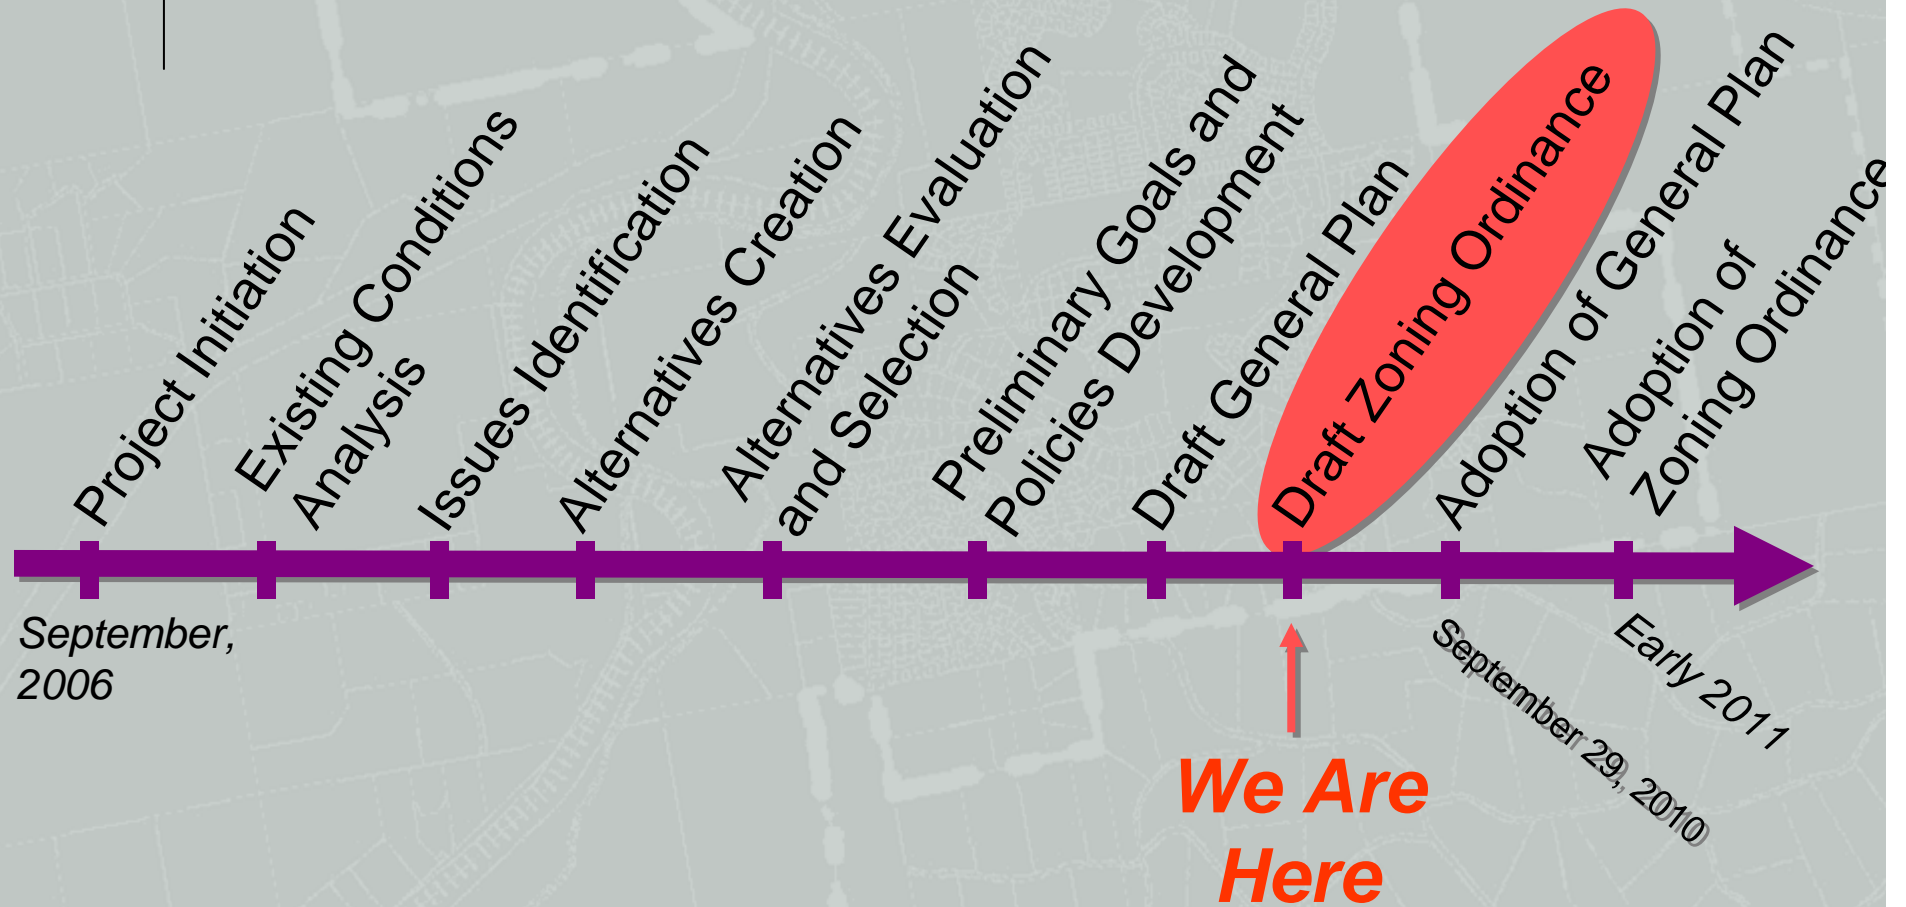 Project Initiation
Existing Conditions
Analysis
Issues Identification
Alternatives Creation
Alternatives Evaluation
and Selection
Preliminary Goals and
Policies Development
Draft General Plan
Draft Zoning Ordinance
Adoption of General Plan
Adoption of
Zoning Ordinance
September,
2006
September 29, 2010
Early 2011
We Are
Here